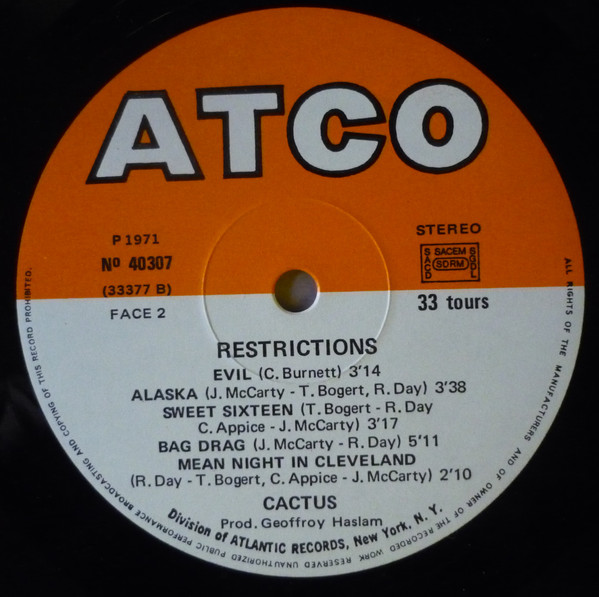 ATCO
P 1971
Nº 40307
(33377 B)
FACE 2
STEREO
SACD SACEM SDRM SGDL
33 tours
RESTRICTIONS
EVIL (C. Burnett) 3'14
ALASKA (J. McCarty - T. Bogert, R. Day) 3'38
SWEET SIXTEEN (T. Bogert - R. Day
C. Appice - J. McCarty) 3'17
BAG DRAG (J. McCarty - R. Day) 5'11
MEAN NIGHT IN CLEVELAND
(R. Day - T. Bogert, C. Appice - J. McCarty) 2'10
CACTUS
Prod. Geoffroy Haslam
Division of ATLANTIC RECORDS, New York, N. Y.
ALL RIGHTS OF THE MANUFACTURERS AND OF OWNER OF THE RECORDED WORK RESERVED UNAUTHORIZED PUBLIC PERFORMANCE BROADCASTING AND COPYING OF THIS RECORD PROHIBITED.